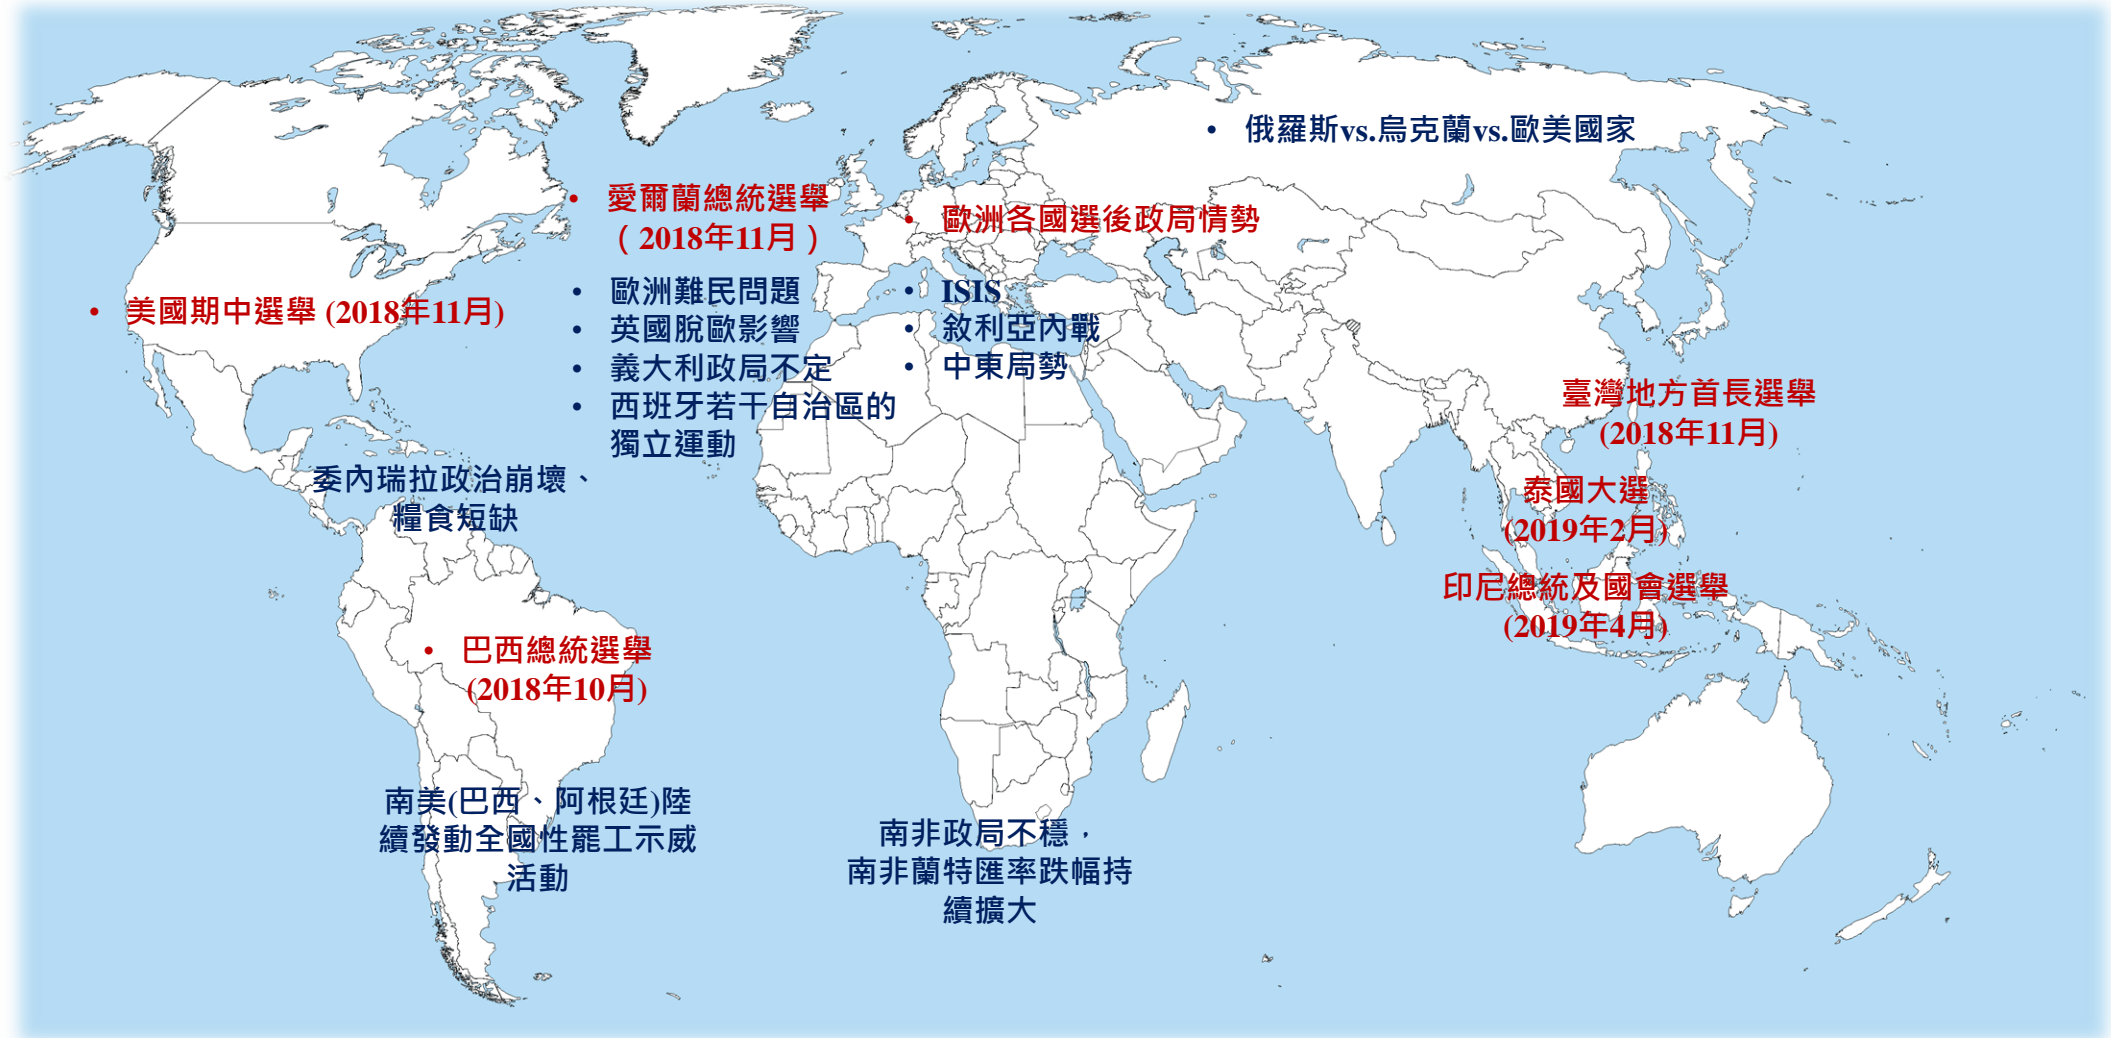 • 俄羅斯vs.烏克蘭vs.歐美國家
• 愛爾蘭總統選舉
（2018年11月）
• 歐洲各國選後政局情勢
• 美國期中選舉 (2018年11月)
• 歐洲難民問題
• 英國脫歐影響
• 義大利政局不定
• 西班牙若干自治區的
獨立運動
• ISIS
• 敘利亞內戰
• 中東局勢
臺灣地方首長選舉
(2018年11月)
委內瑞拉政治崩壞、
糧食短缺
泰國大選
(2019年2月)
印尼總統及國會選舉
(2019年4月)
• 巴西總統選舉
(2018年10月)
南美(巴西、阿根廷)陸
續發動全國性罷工示威
活動
南非政局不穩，
南非蘭特匯率跌幅持
續擴大